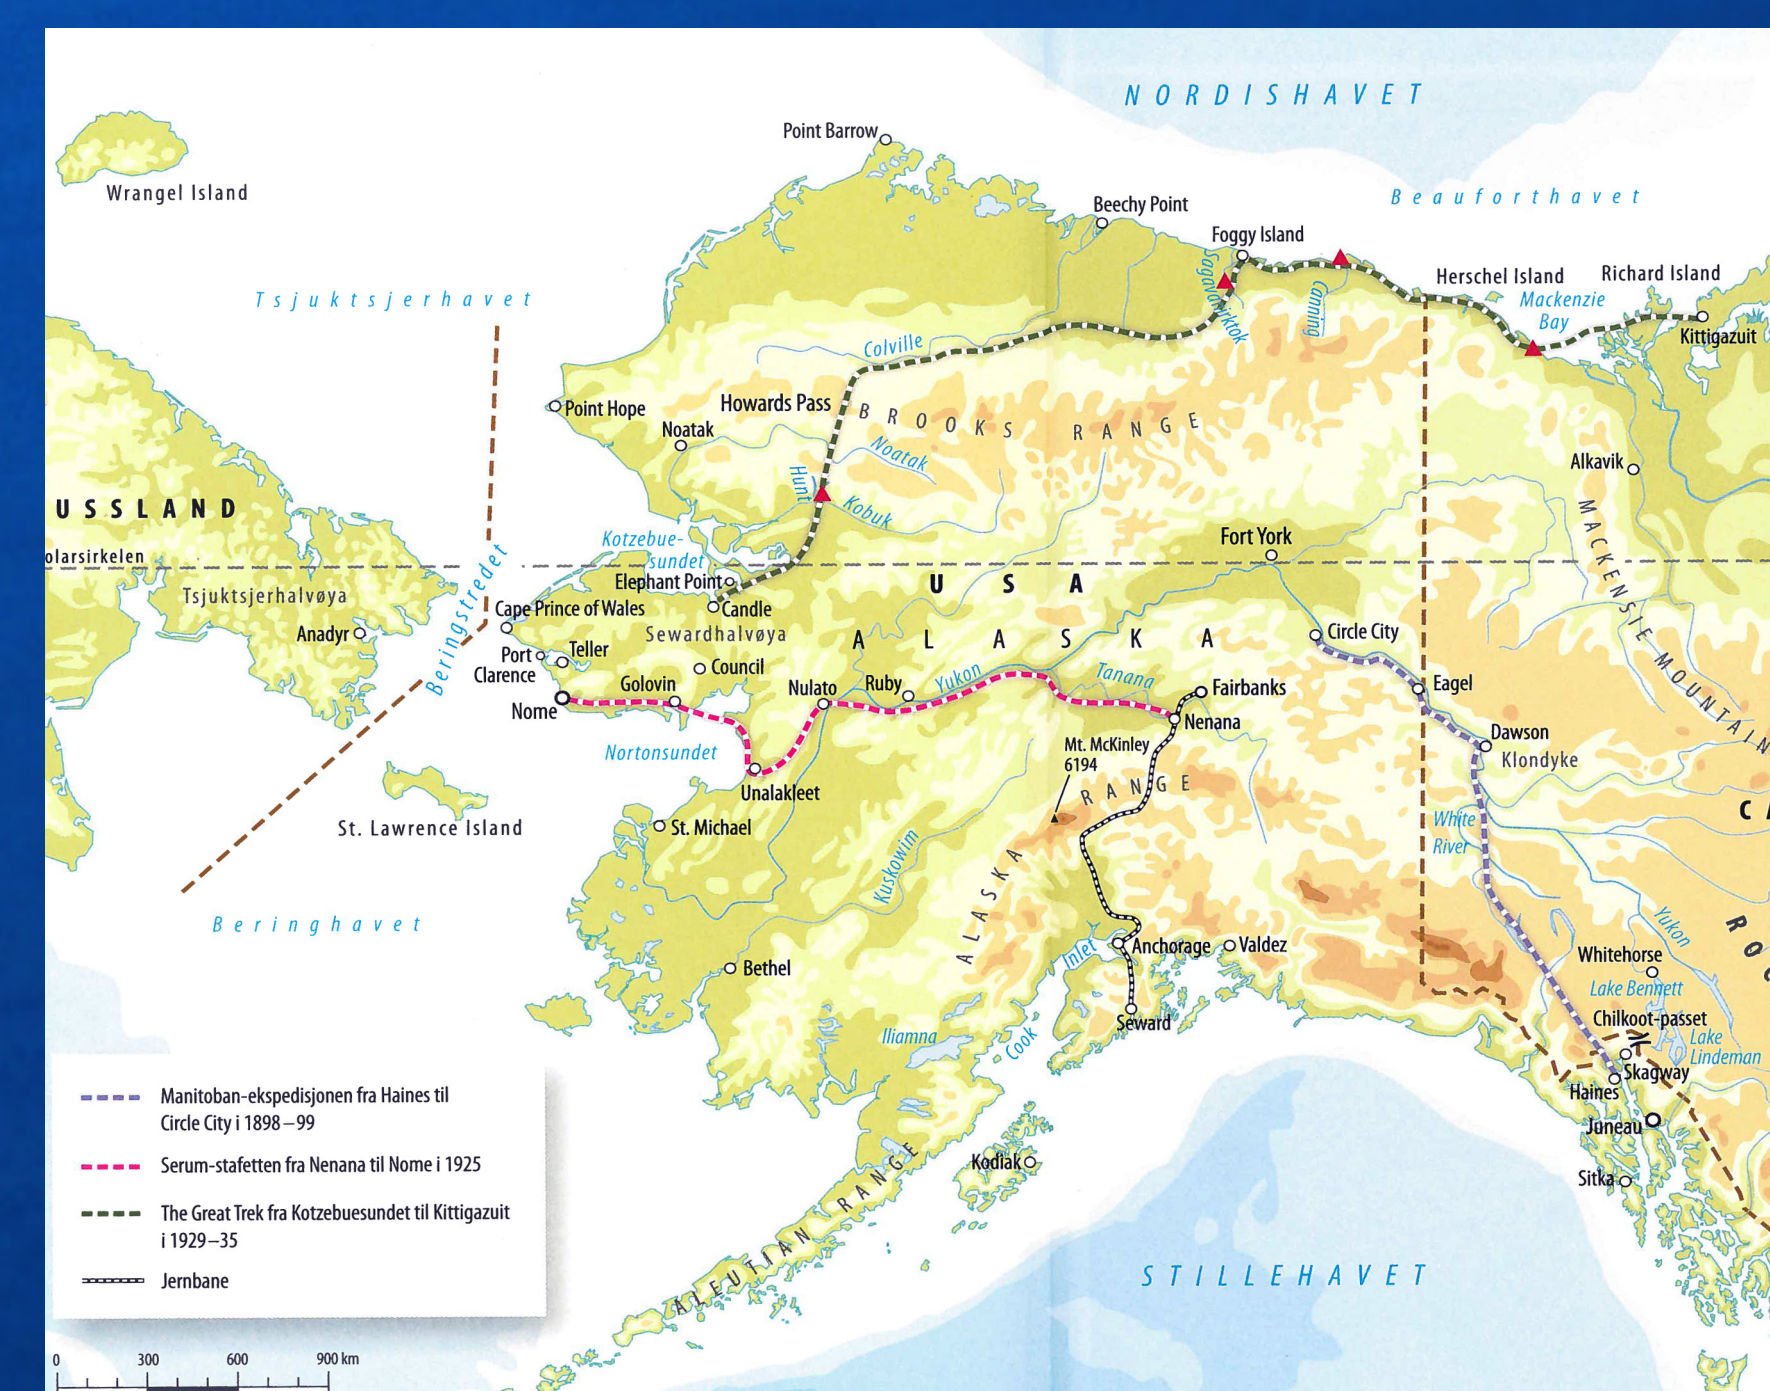 NORDISHAVET
Point Barrow
Wrangel Island
Beauforthavet
Beechy Point
Foggy Island
Sagavanirktok
Canning
Herschel Island
Richard Island
Mackenzie
Bay
Kittigazuit
Tsjuktsjerhavet
Colville
Howards Pass
BROOKS RANGE
Point Hope
Noatak
Noatak
Hunt
Kobuk
Alkavik
MACKENSIE MOUNTAIN
USSLAND
olarsirkelen
Kotzebue-
sundet
Fort York
Elephant Point
USA
Tsjuktsjerhalvøya
Beringstredet
Cape Prince of Wales
Candle
Sewardhalvøya
ALASKA
Circle City
Anadyr
Port
Clarence
Teller
Council
Golovin
Nome
Nulato
Ruby
Yukon
Tanana
Fairbanks
Nenana
Eagel
Dawson
Klondyke
Nortonsundet
Mt. McKinley
6194
Unalakleet
ALASKA RANGE
St. Lawrence Island
St. Michael
Kuskowim
White
River
CA
Beringhavet
Bethel
Inlet
Anchorage
Valdez
Yukon
ROC
Whitehorse
Lake Bennett
Chilkoot-passet
Lake
Lindeman
Iliamna
Cook
Seward
Skagway
Haines
Juneau
Sitka
Kodiak
ALEUTIAN RANGE
STILLEHAVET
Manitoban-ekspedisjonen fra Haines til
Circle City i 1898–99
Serum-stafetten fra Nenana til Nome i 1925
The Great Trek fra Kotzebuesundet til Kittigazuit
i 1929–35
Jernbane
0 300 600 900 km